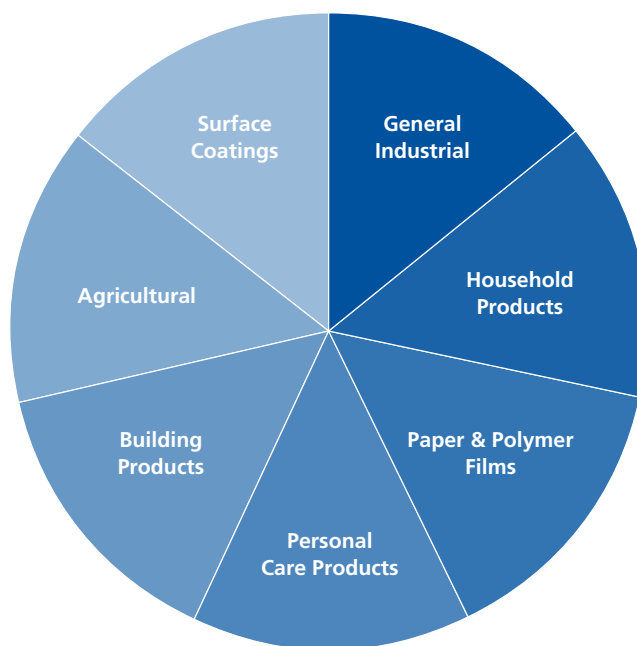 General
Industrial
Household
Products
Paper & Polymer
Films
Personal
Care Products
Building
Products
Agricultural
Surface
Coatings